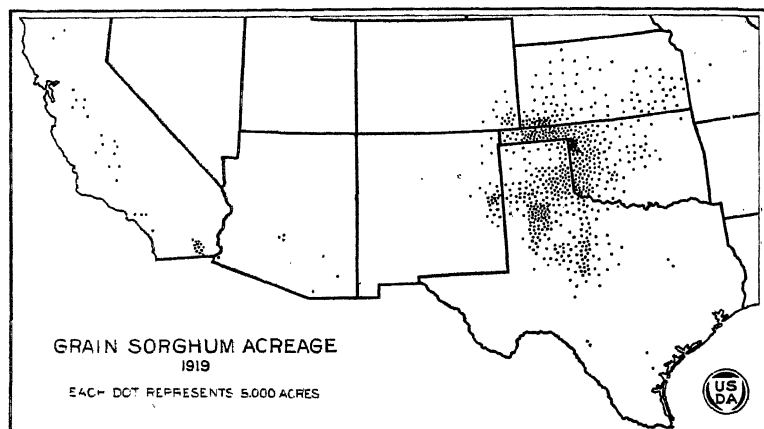 GRAIN SORGHUM ACREAGE
1919
EACH DOT REPRESENTS 5,000 ACRES
US
DA